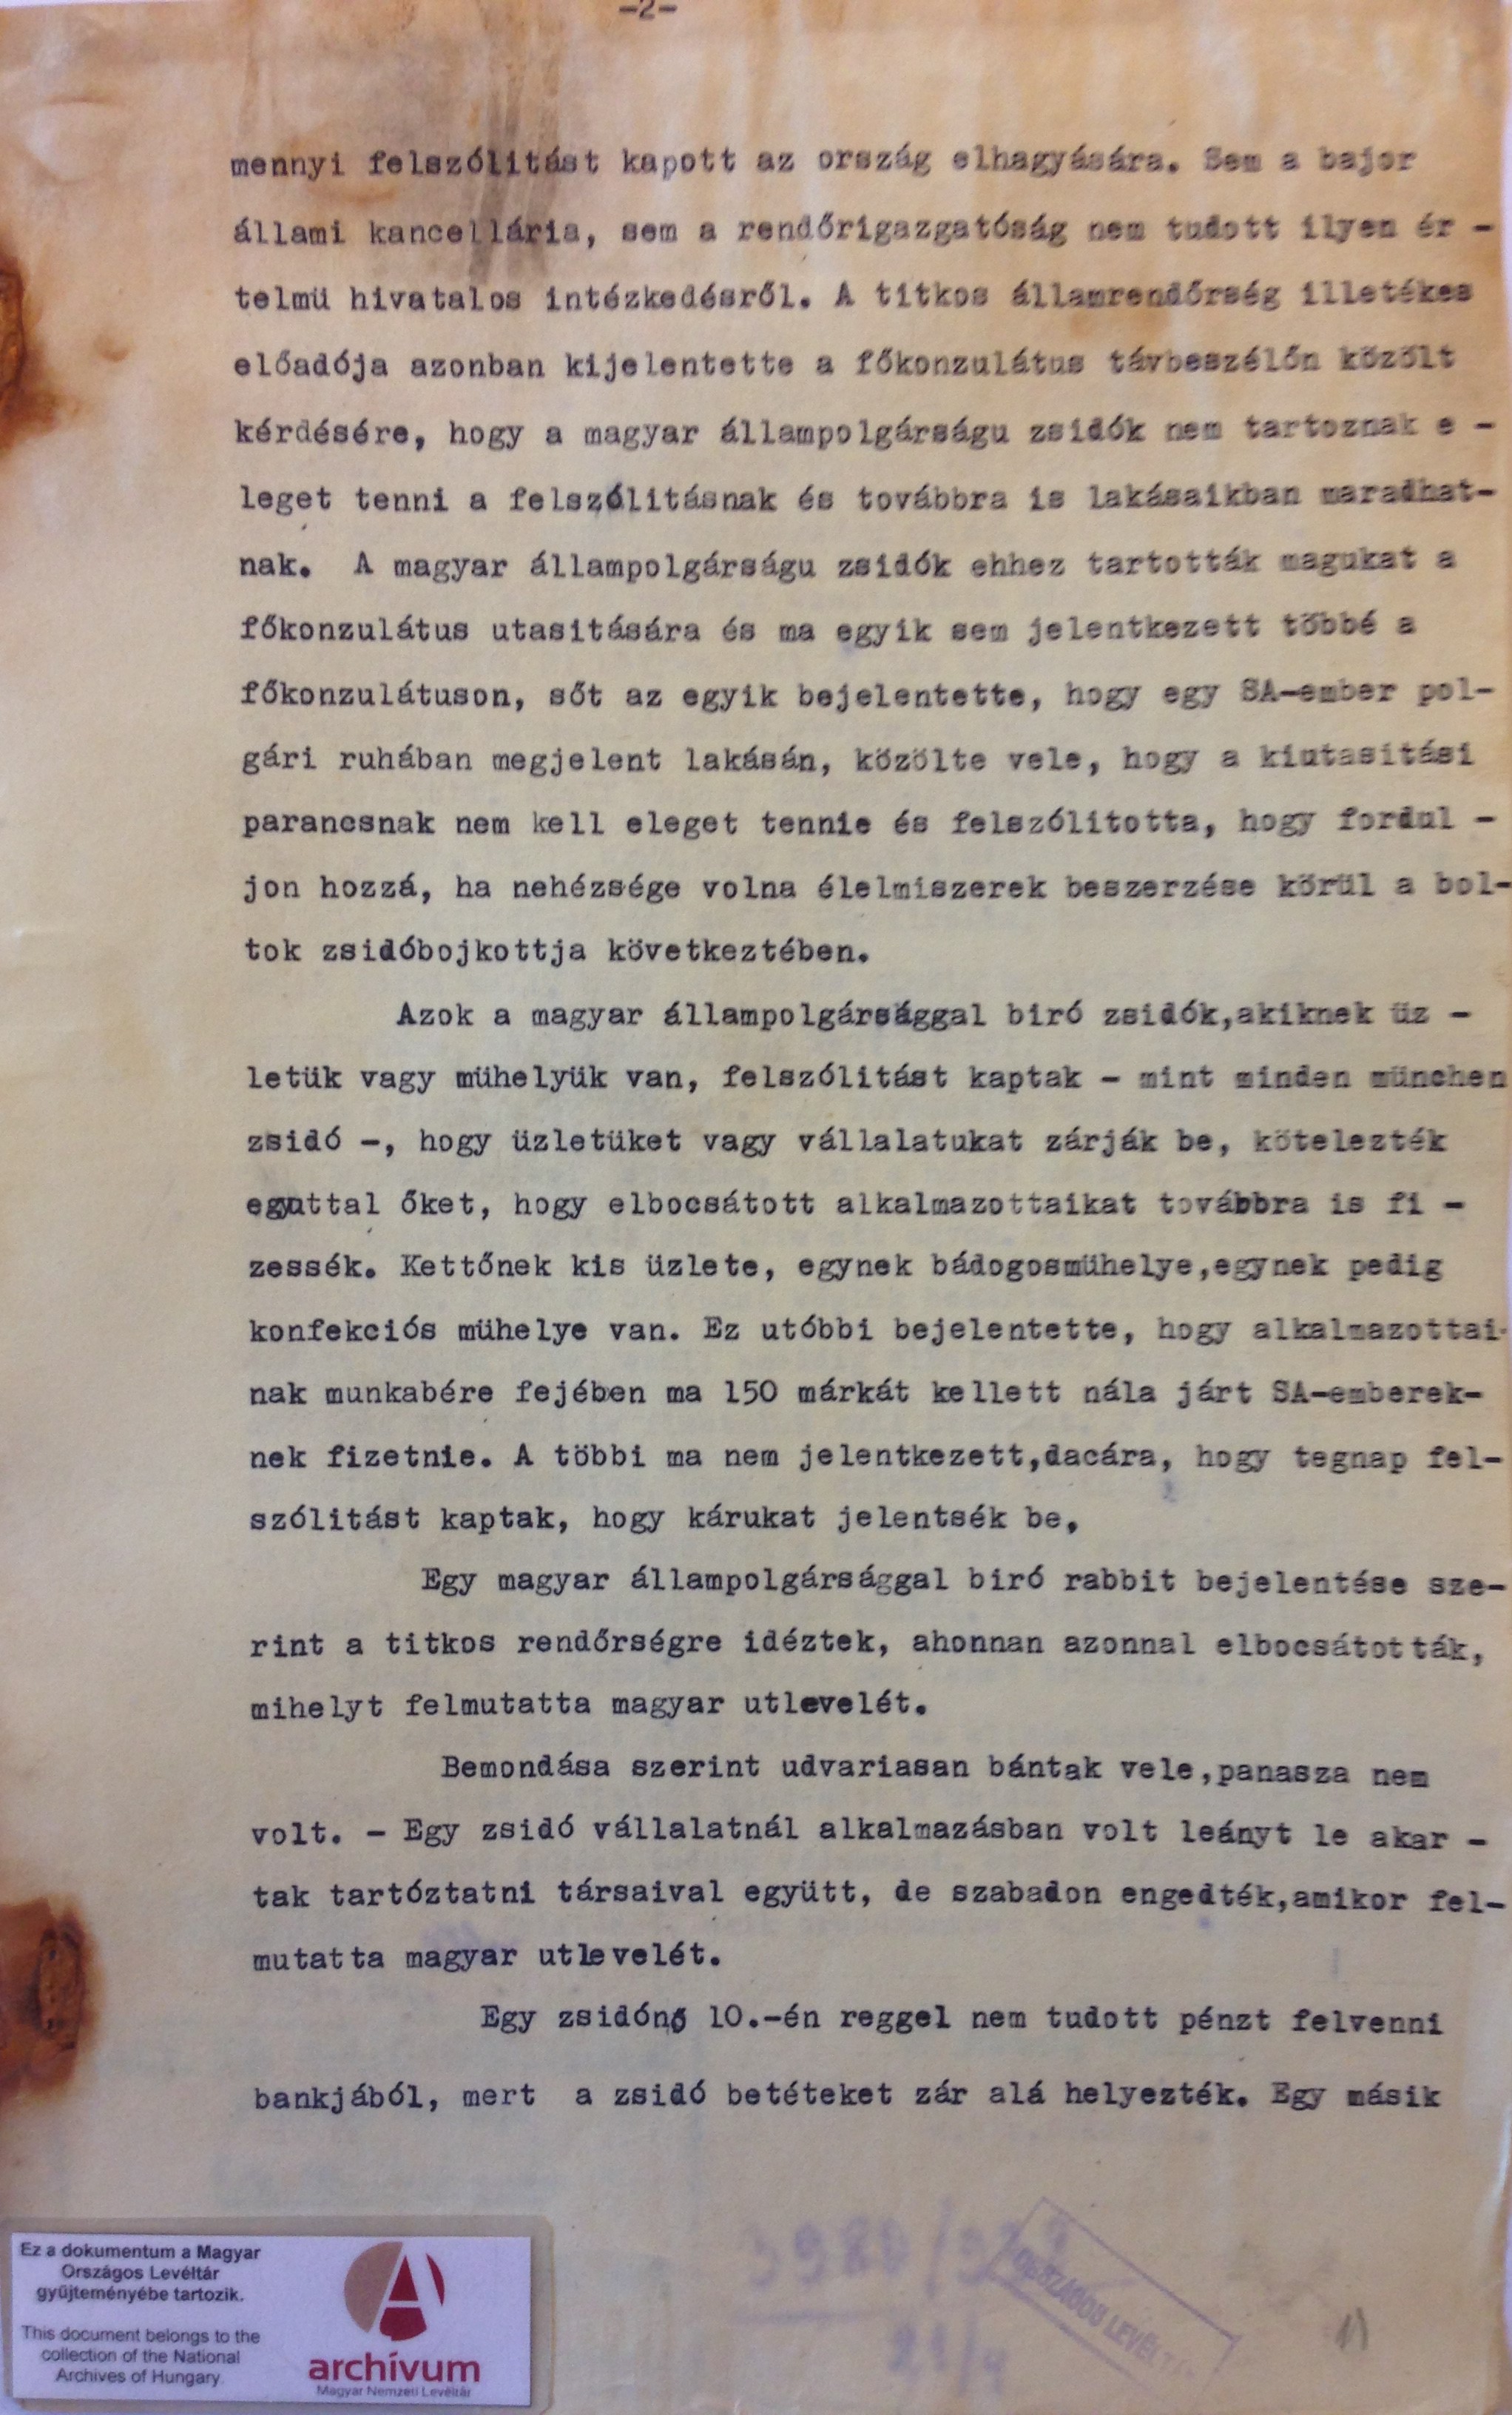 -2-
mennyi felszólitást kapott az ország elhagyására. Sem a bajor
állami kancellária, sem a rendőrigazgatóság nem tudott ilyen ér -
telmü hivatalos intézkedésről. A titkos államrendőrség illetékes
előadója azonban kijelentette a főkonzulátus távbeszélőn közölt
kérdésére, hogy a magyar állampolgárságu zsidók nem tartoznak e -
leget tenni a felszólitásnak és továbbra is lakásaikban maradhat-
nak. A magyar állampolgárságu zsidók ehhez tartották magukat a
főkonzulátus utasitására és ma egyik sem jelentkezett többé a
főkonzulátuson, sőt az egyik bejelentette, hogy egy SA-ember pol-
gári ruhában megjelent lakásán, közölte vele, hogy a kiutasitási
parancsnak nem kell eleget tennie és felszólitotta, hogy fordul -
jon hozzá, ha nehézsége volna élelmiszerek beszerzése körül a bol-
tok zsidóbojkottja következtében.
Azok a magyar állampolgársággal biró zsidók,akiknek üz -
letük vagy mühelyük van, felszólitást kaptak - mint minden münchen
zsidó -, hogy üzletüket vagy vállalatukat zárják be, kötelezték
egyuttal őket, hogy elbocsátott alkalmazottaikat továbbra is fi -
zessék. Kettőnek kis üzlete, egynek bádogosmühelye,egynek pedig
konfekciós mühelye van. Ez utóbbi bejelentette, hogy alkalmazottai-
nak munkabére fejében ma 150 márkát kellett nála járt SA-emberek-
nek fizetnie. A többi ma nem jelentkezett,dacára, hogy tegnap fel-
szólitást kaptak, hogy kárukat jelentsék be,
Egy magyar állampolgársággal biró rabbit bejelentése sze-
rint a titkos rendőrségre idéztek, ahonnan azonnal elbocsátották,
mihelyt felmutatta magyar utlevelét.
Bemondása szerint udvariasan bántak vele,panasza nem
volt. - Egy zsidó vállalatnál alkalmazásban volt leányt le akar -
tak tartóztatni társaival együtt, de szabadon engedték,amikor fel-
mutatta magyar utlevelét.
Egy zsidónő 10.-én reggel nem tudott pénzt felvenni
bankjából, mert a zsidó betéteket zár alá helyezték. Egy másik
ORSZÁGOS LEVÉLT
Ez a dokumentum a Magyar
Országos Levéltár
gyűjteményébe tartozik.
This document belongs to the
collection of the National
Archives of Hungary
archívum
Magyar Nemzeti Levéltár